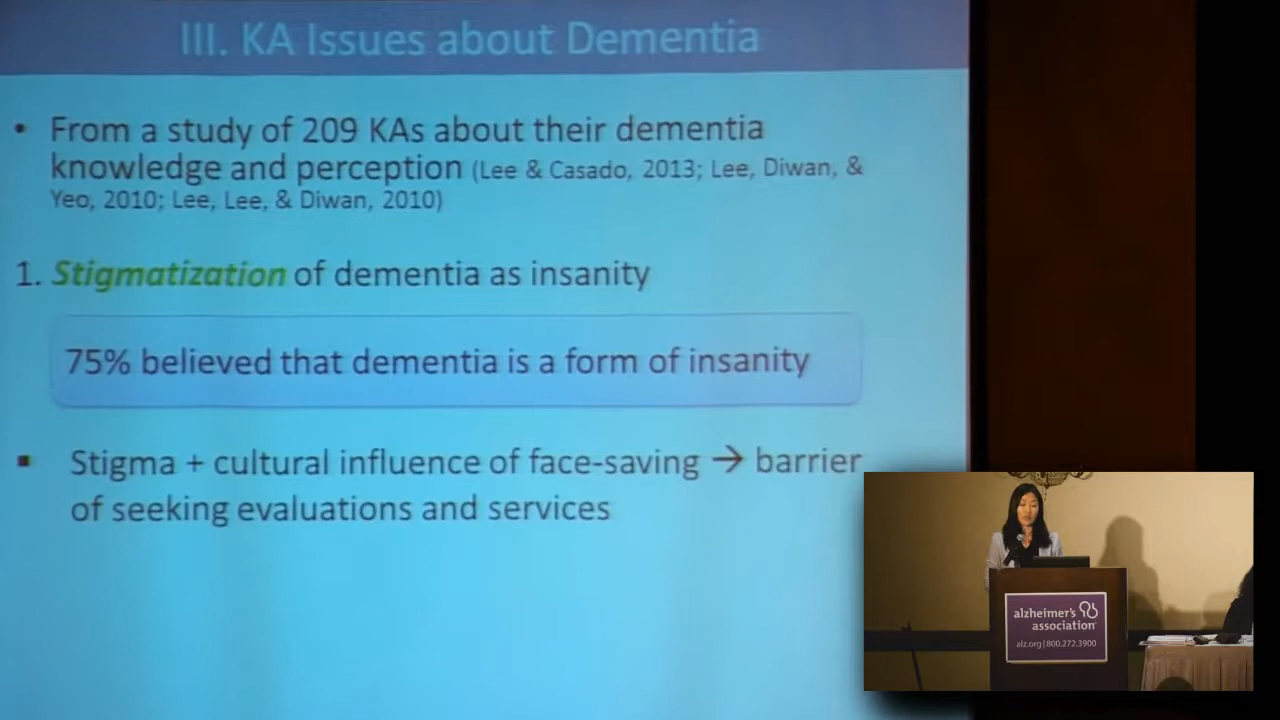 III. KA Issues about Dementia
• From a study of 209 KAs about their dementia
knowledge and perception (Lee & Casado, 2013; Lee, Diwan, &
Yeo, 2010; Lee, Lee, & Diwan, 2010)
1. Stigmatization of dementia as insanity
75% believed that dementia is a form of insanity
▪ Stigma + cultural influence of face-saving → barrier
of seeking evaluations and services
alzheimer's
association
alz.org | 800.272.3900